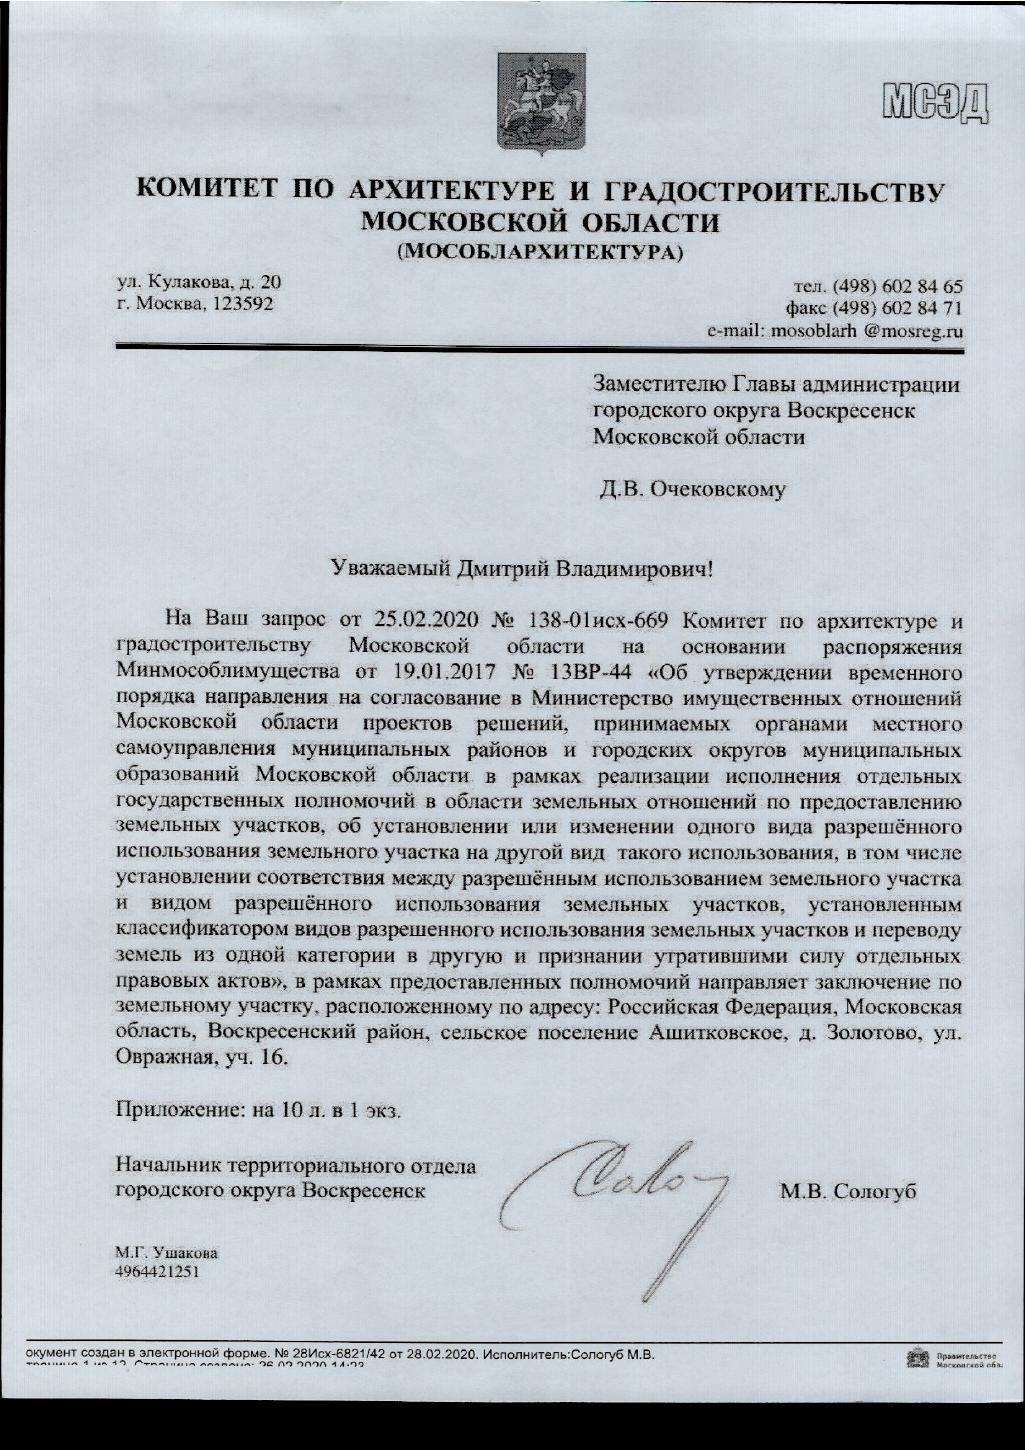 МСЭД
КОМИТЕТ ПО АРХИТЕКТУРЕ И ГРАДОСТРОИТЕЛЬСТВУ
МОСКОВСКОЙ ОБЛАСТИ
(МОСОБЛАРХИТЕКТУРА)
ул. Кулакова, д. 20
г. Москва, 123592
тел. (498) 602 84 65
факс (498) 602 84 71
e-mail: mosoblarh @mosreg.ru
Заместителю Главы администрации
городского округа Воскресенск
Московской области
Д.В. Очековскому
Уважаемый Дмитрий Владимирович!
На Ваш запрос от 25.02.2020 № 138-01исх-669 Комитет по архитектуре и
градостроительству Московской области на основании распоряжения
Минмособлимущества от 19.01.2017 № 13ВР-44 «Об утверждении временного
порядка направления на согласование в Министерство имущественных отношений
Московской области проектов решений, принимаемых органами местного
самоуправления муниципальных районов и городских округов муниципальных
образований Московской области в рамках реализации исполнения отдельных
государственных полномочий в области земельных отношений по предоставлению
земельных участков, об установлении или изменении одного вида разрешённого
использования земельного участка на другой вид такого использования, в том числе
установлении соответствия между разрешённым использованием земельного участка
и видом разрешённого использования земельных участков, установленным
классификатором видов разрешенного использования земельных участков и переводу
земель из одной категории в другую и признании утратившими силу отдельных
правовых актов», в рамках предоставленных полномочий направляет заключение по
земельному участку, расположенному по адресу: Российская Федерация, Московская
область, Воскресенский район, сельское поселение Ашитковское, д. Золотово, ул.
Овражная, уч. 16.
Приложение: на 10 л. в 1 экз.
Начальник территориального отдела
городского округа Воскресенск
М.В. Сологуб
М.Г. Ушакова
4964421251
окумент создан в электронной форме. № 28Исх-6821/42 от 28.02.2020. Исполнитель:Сологуб М.В.
Страница создана: 26.02.2020 14:23
Правительство
Московской обл.